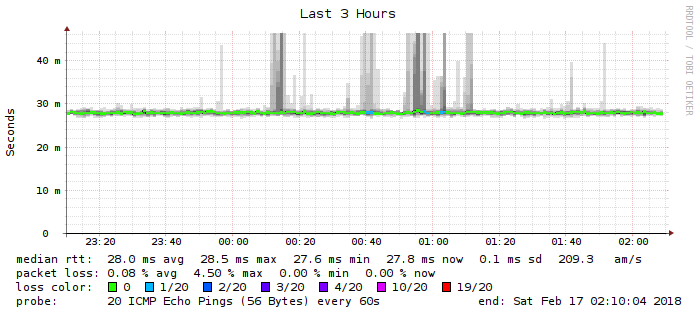 Last 3 Hours
RRDTOOL / TOBI OETIKER
Seconds
40 m
30 m
20 m
10 m
0
23:20 23:40 00:00 00:20 00:40 01:00 01:20 01:40 02:00
median rtt: 28.0 ms avg 28.5 ms max 27.6 ms min 27.8 ms now 0.1 ms sd 209.3 am/s
packet loss: 0.08 % avg 4.50 % max 0.00 % min 0.00 % now
loss color: 0 1/20 2/20 3/20 4/20 10/20 19/20
probe: 20 ICMP Echo Pings (56 Bytes) every 60s end: Sat Feb 17 02:10:04 2018